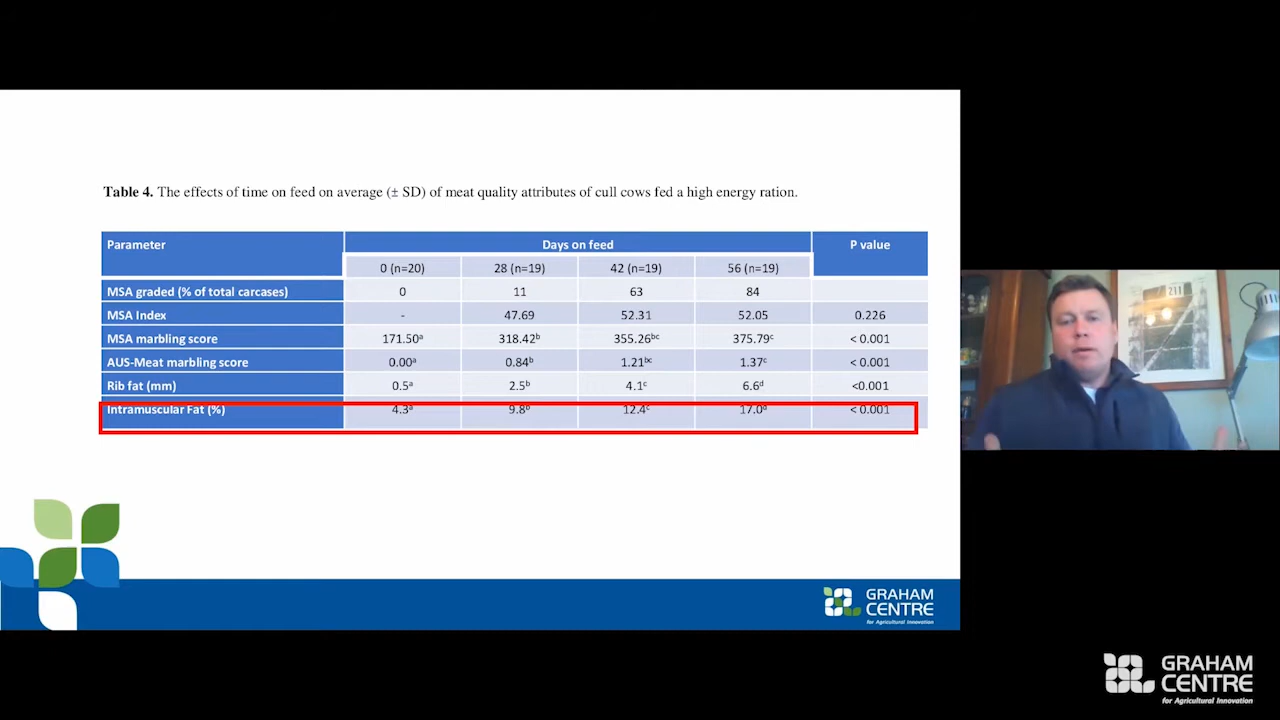 Table 4. The effects of time on feed on average (± SD) of meat quality attributes of cull cows fed a high energy ration.
Parameter Days on feed P value
0 (n=20) 28 (n=19) 42 (n=19) 56 (n=19)
MSA graded (% of total carcases) 0 11 63 84
MSA Index - 47.69 52.31 52.05 0.226
MSA marbling score 171.50ᵃ 318.42ᵇ 355.26ᵇᶜ 375.79ᶜ < 0.001
AUS-Meat marbling score 0.00ᵃ 0.84ᵇ 1.21ᵇᶜ 1.37ᶜ < 0.001
Rib fat (mm) 0.5ᵃ 2.5ᵇ 4.1ᶜ 6.6ᵈ <0.001
Intramuscular Fat (%) 4.3ᵃ 9.8ᵇ 12.4ᶜ 17.0ᵈ < 0.001
211
GRAHAM
CENTRE
for Agricultural Innovation
GRAHAM
CENTRE
for Agricultural Innovation